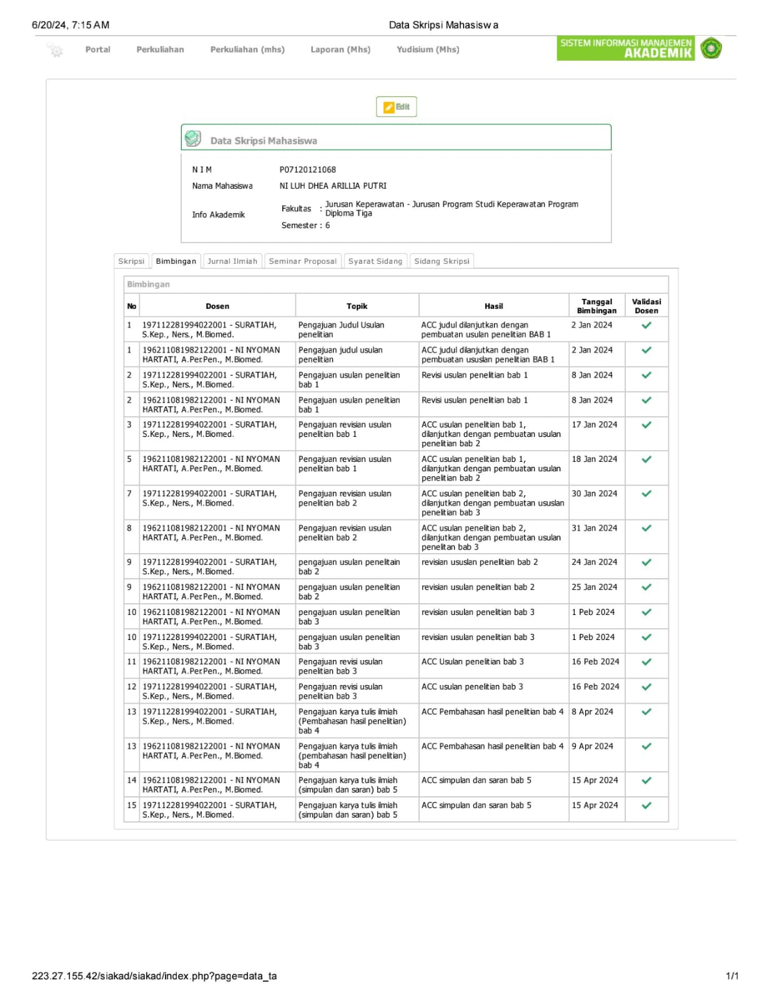 6/20/24, 7:15 AM
Data Skripsi Mahasiswa
Portal
Perkuliahan
Perkuliahan (mhs)
Laporan (Mhs)
Yudisium (Mhs)
SISTEM INFORMASI MANAJEMEN
AKADEMIK
Edit
Data Skripsi Mahasiswa
N I M P07120121068
Nama Mahasiswa NI LUH DHEA ARILLIA PUTRI
Info Akademik
Fakultas : Jurusan Keperawatan - Jurusan Program Studi Keperawatan Program
Diploma Tiga
Semester : 6
Skripsi
Bimbingan
Jurnal Ilmiah
Seminar Proposal
Syarat Sidang
Sidang Skripsi
Bimbingan
No Dosen Topik Hasil Tanggal Validasi
Bimbingan Dosen
1 197112281994022001 - SURATIAH, Pengajuan Judul Usulan ACC judul dilanjutkan dengan 2 Jan 2024
S.Kep., Ners., M.Biomed. penelitian pembuatan usulan penelitian BAB 1
1 196211081982122001 - NI NYOMAN Pengajuan judul usulan ACC judul dilanjutkan dengan 2 Jan 2024
HARTATI, A.Per.Pen., M.Biomed. penelitian pembuatan ususlan penelitian BAB 1
2 197112281994022001 - SURATIAH, Pengajuan usulan penelitian Revisi usulan penelitian bab 1 8 Jan 2024
S.Kep., Ners., M.Biomed. bab 1
2 196211081982122001 - NI NYOMAN Pengajuan usulan penelitian Revisi usulan penelitian bab 1 8 Jan 2024
HARTATI, A.Per.Pen., M.Biomed. bab 1
3 197112281994022001 - SURATIAH, Pengajuan revisian usulan ACC usulan penelitian bab 1, 17 Jan 2024
S.Kep., Ners., M.Biomed. penelitian bab 1 dilanjutkan dengan pembuatan usulan
penelitian bab 2
5 196211081982122001 - NI NYOMAN Pengajuan revisian usulan ACC usulan penelitian bab 1, 18 Jan 2024
HARTATI, A.Per.Pen., M.Biomed. penelitian bab 1 dilanjutkan dengan pembuatan usulan
penelitian bab 2
7 197112281994022001 - SURATIAH, Pengajuan revisian usulan ACC usulan penelitian bab 2, 30 Jan 2024
S.Kep., Ners., M.Biomed. penelitian bab 2 dilanjutkan dengan pembuatan ususlan
penelitian bab 3
8 196211081982122001 - NI NYOMAN Pengajuan revisian usulan ACC usulan penelitian bab 2, 31 Jan 2024
HARTATI, A.Per.Pen., M.Biomed. penelitian bab 2 dilanjutkan dengan pembuatan usulan
penelitan bab 3
9 197112281994022001 - SURATIAH, pengajuan usulan penelitain revisian ususlan penelitian bab 2 24 Jan 2024
S.Kep., Ners., M.Biomed. bab 2
9 196211081982122001 - NI NYOMAN pengajuan usulan penelitian revisian usulan penelitian bab 2 25 Jan 2024
HARTATI, A.Per.Pen., M.Biomed. bab 2
10 196211081982122001 - NI NYOMAN pengajuan usulan penelitian revisian usulan penelitian bab 3 1 Peb 2024
HARTATI, A.Per.Pen., M.Biomed. bab 3
10 197112281994022001 - SURATIAH, pengajuan usulan penelitian revisian usulan penelitian bab 3 1 Peb 2024
S.Kep., Ners., M.Biomed. bab 3
11 196211081982122001 - NI NYOMAN Pengajuan revisi usulan ACC Usulan penelitian bab 3 16 Peb 2024
HARTATI, A.Per.Pen., M.Biomed. penelitian bab 3
12 197112281994022001 - SURATIAH, Pengajuan revisi usulan ACC usulan penelitian bab 3 16 Peb 2024
S.Kep., Ners., M.Biomed. penelitian bab 3
13 197112281994022001 - SURATIAH, Pengajuan karya tulis ilmiah ACC Pembahasan hasil penelitian bab 4 8 Apr 2024
S.Kep., Ners., M.Biomed. (Pembahasan hasil penelitian)
bab 4
13 196211081982122001 - NI NYOMAN Pengajuan karya tulis ilmiah ACC Pembahasan hasil penelitian bab 4 9 Apr 2024
HARTATI, A.Per.Pen., M.Biomed. (pembahasan hasil penelitian)
bab 4
14 196211081982122001 - NI NYOMAN Pengajuan karya tulis ilmiah ACC simpulan dan saran bab 5 15 Apr 2024
HARTATI, A.Per.Pen., M.Biomed. (simpulan dan saran) bab 5
15 197112281994022001 - SURATIAH, Pengajuan karya tulis ilmiah ACC simpulan dan saran bab 5 15 Apr 2024
S.Kep., Ners., M.Biomed. (simpulan dan saran) bab 5
223.27.155.42/siakad/siakad/index.php?page=data_ta
1/1